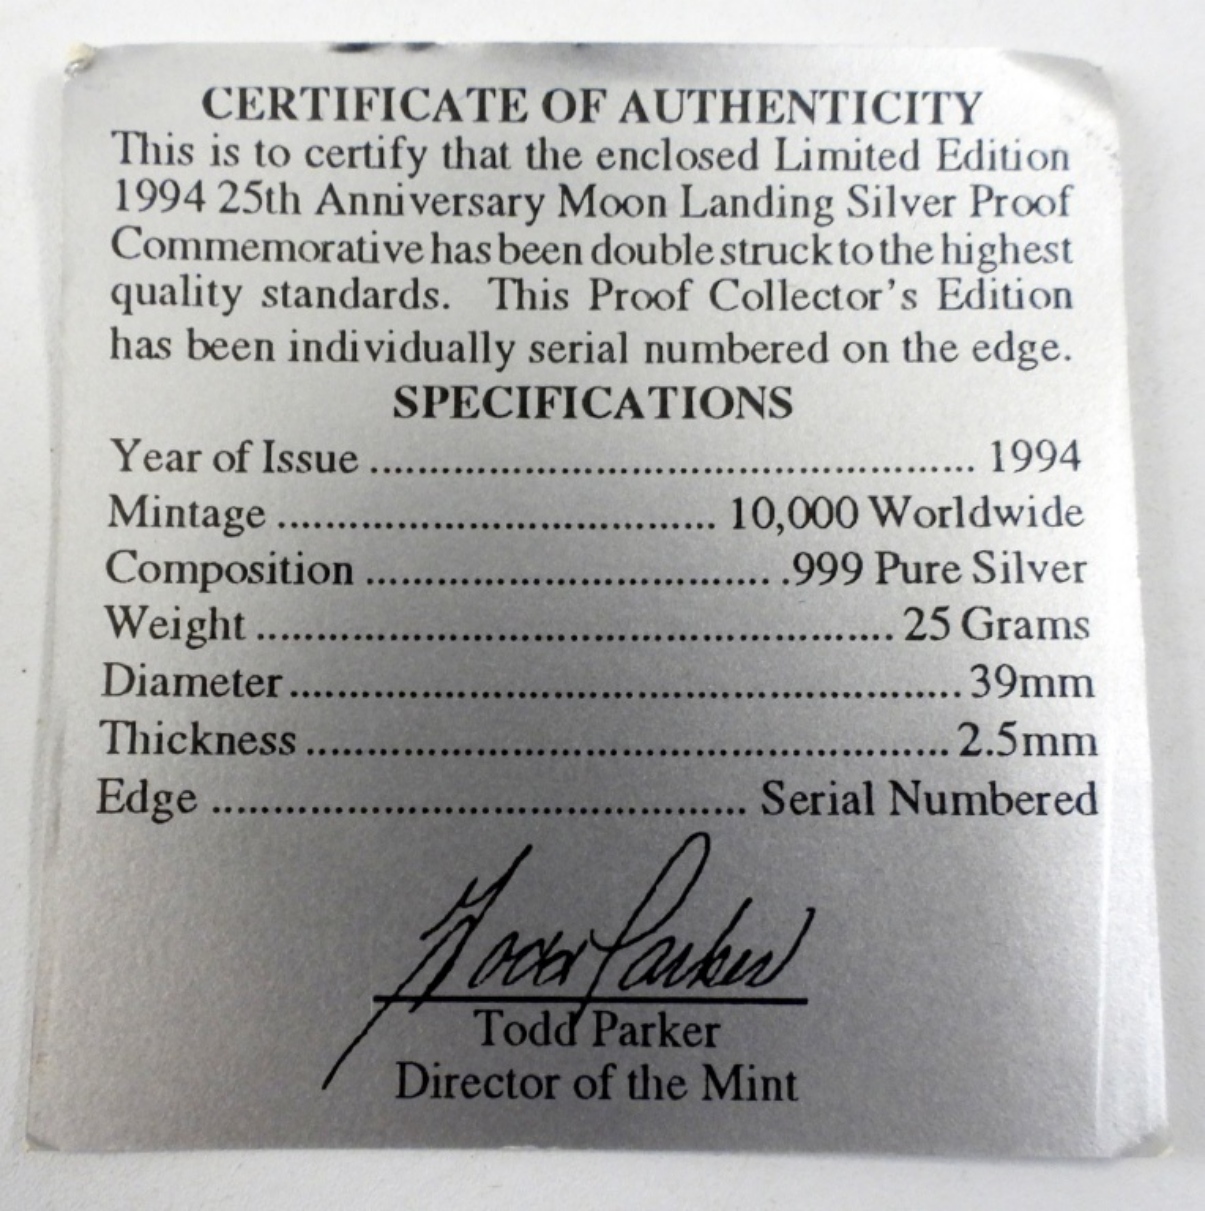 CERTIFICATE OF AUTHENTICITY
This is to certify that the enclosed Limited Edition
1994 25th Anniversary Moon Landing Silver Proof
Commemorative has been double struck to the highest
quality standards. This Proof Collector's Edition
has been individually serial numbered on the edge.
SPECIFICATIONS
Year of Issue .................................................. 1994
Mintage .................................... 10,000 Worldwide
Composition .................................. .999 Pure Silver
Weight ..................................................... 25 Grams
Diameter ........................................................ 39mm
Thickness ..................................................... 2.5mm
Edge ............................................ Serial Numbered
Parker
Todd Parker
Director of the Mint